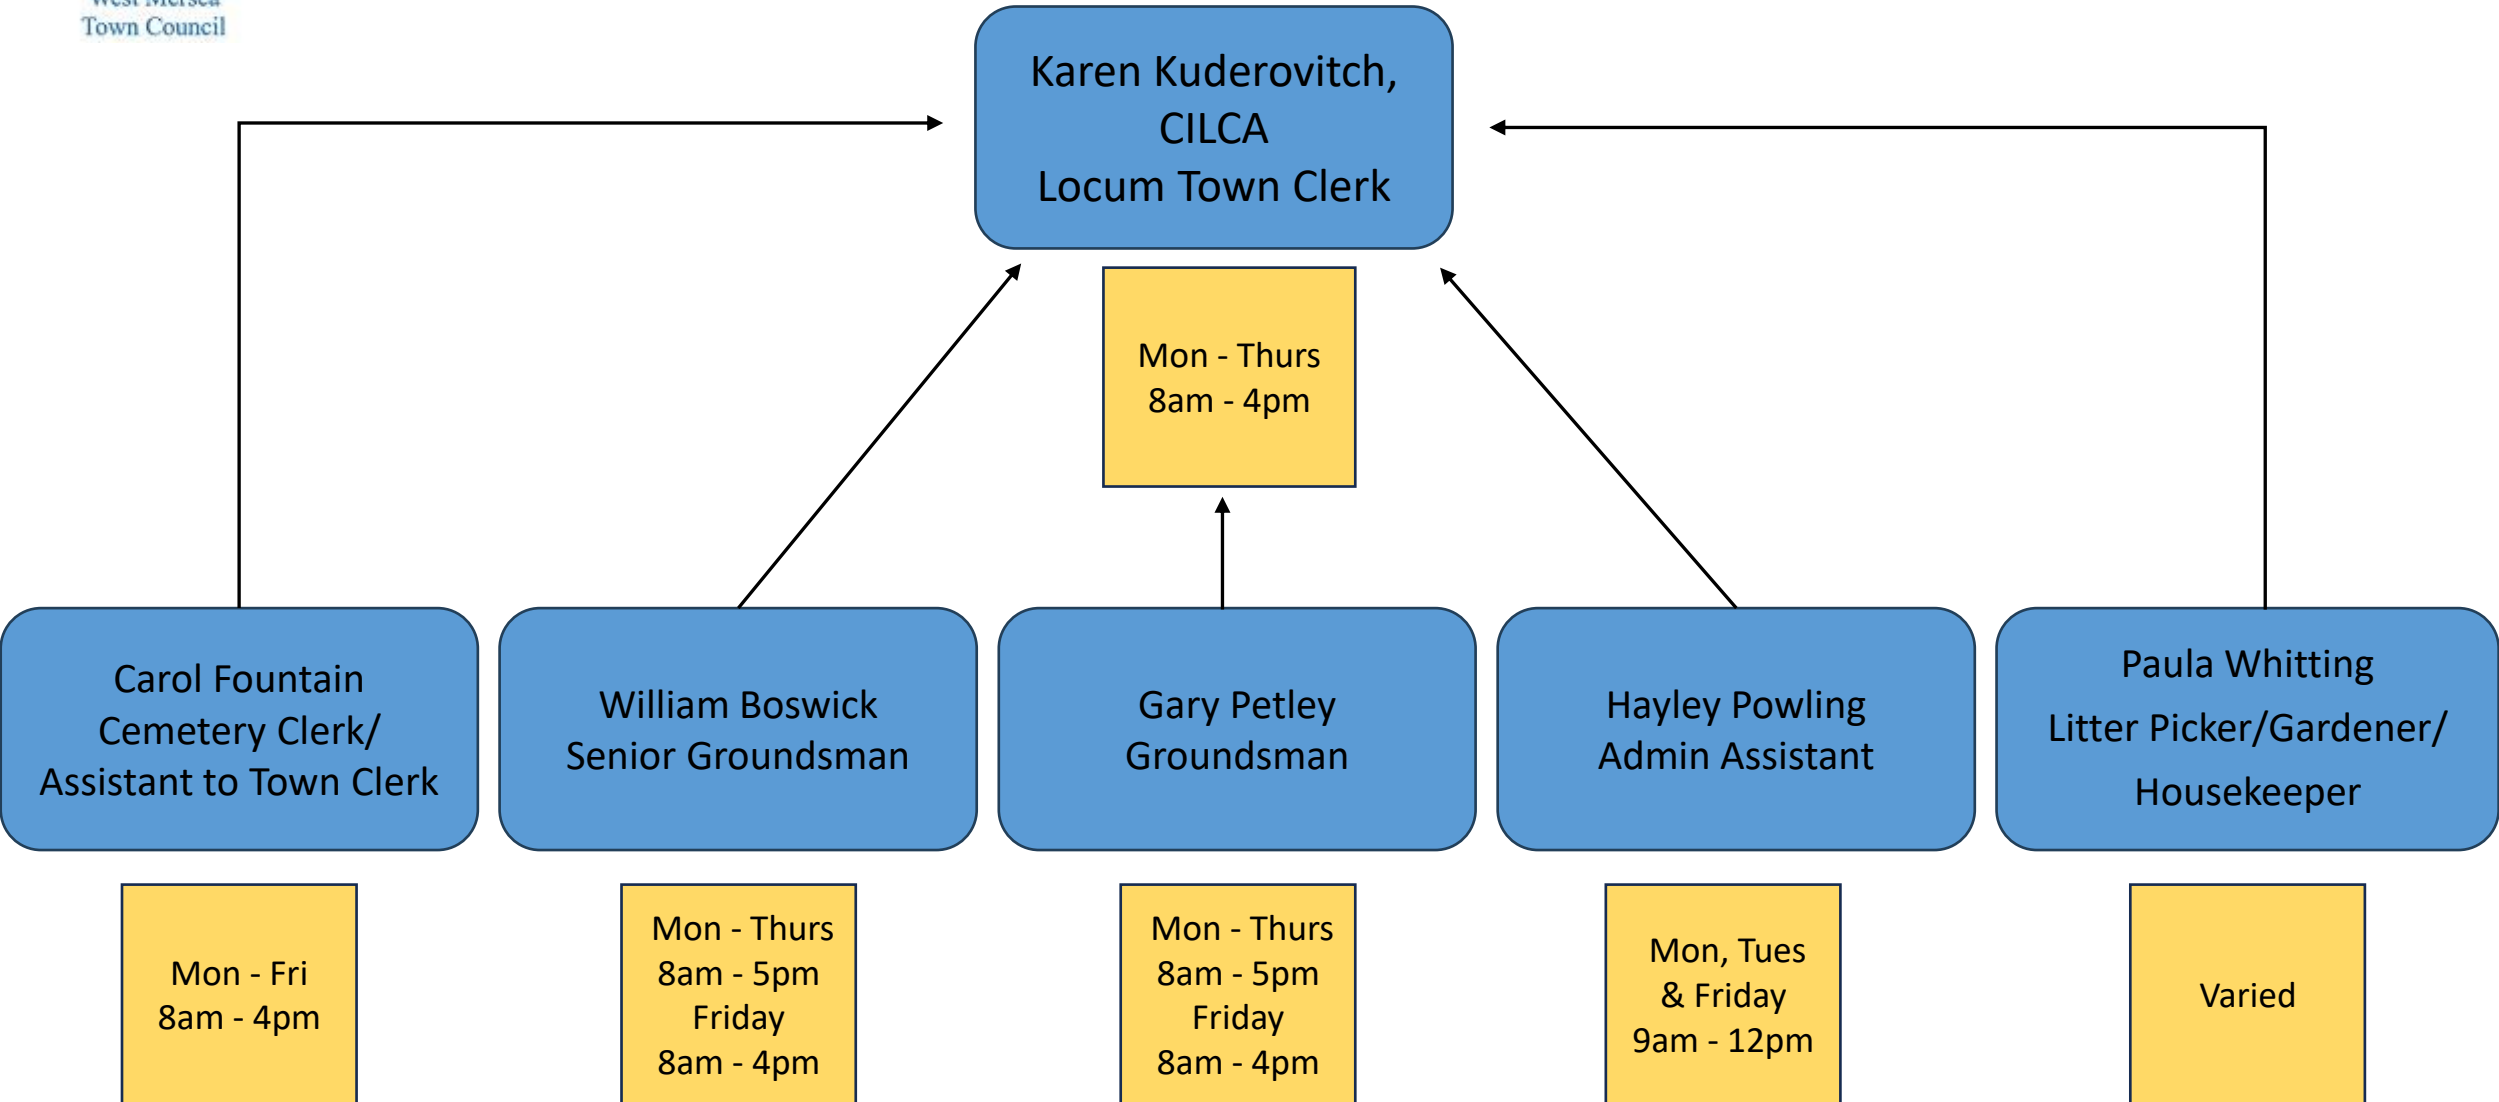 West Mersea
Town Council
Karen Kuderovitch,
CILCA
Locum Town Clerk
Mon - Thurs
8am - 4pm
Carol Fountain
Cemetery Clerk/
Assistant to Town Clerk
William Boswick
Senior Groundsman
Gary Petley
Groundsman
Hayley Powling
Admin Assistant
Paula Whitting
Litter Picker/Gardener/
Housekeeper
Mon - Fri
8am - 4pm
Mon - Thurs
8am - 5pm
Friday
8am - 4pm
Mon - Thurs
8am - 5pm
Friday
8am - 4pm
Mon, Tues
& Friday
9am - 12pm
Varied